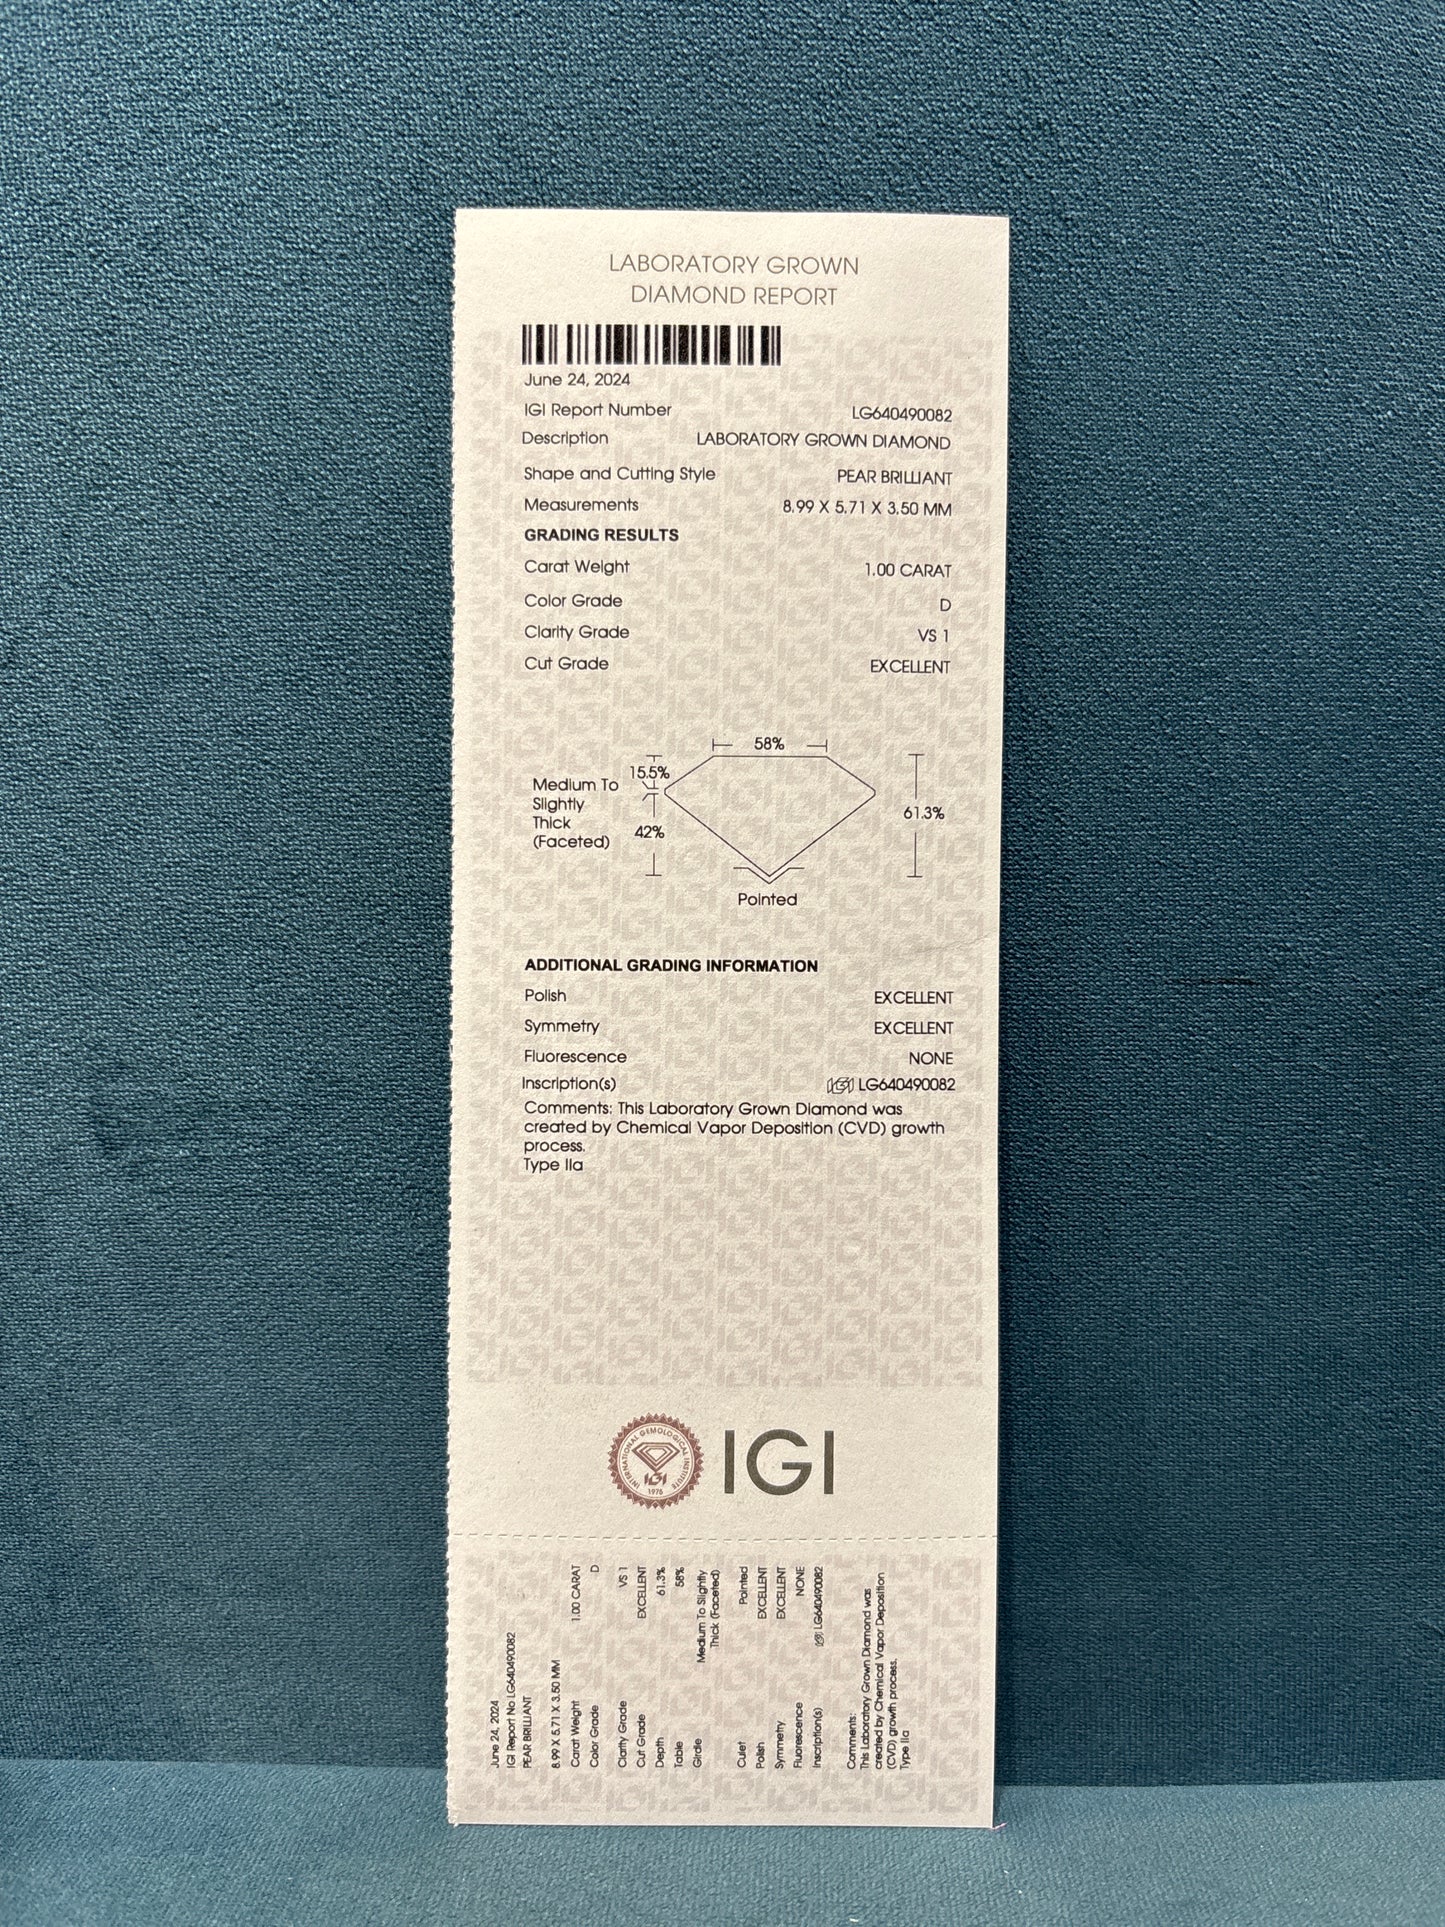 LABORATORY GROWN
DIAMOND REPORT
June 24, 2024
IGI Report Number LG640490082
Description LABORATORY GROWN DIAMOND
Shape and Cutting Style PEAR BRILLIANT
Measurements 8.99 X 5.71 X 3.50 MM
GRADING RESULTS
Carat Weight 1.00 CARAT
Color Grade D
Clarity Grade VS 1
Cut Grade EXCELLENT
58%
15.5%
Medium To
Slightly
Thick
(Faceted)
42%
61.3%
Pointed
ADDITIONAL GRADING INFORMATION
Polish EXCELLENT
Symmetry EXCELLENT
Fluorescence NONE
Inscription(s) IGI LG640490082
Comments: This Laboratory Grown Diamond was
created by Chemical Vapor Deposition (CVD) growth
process.
Type IIa
INTERNATIONAL GEMOLOGICAL INSTITUTE
IGI
1975
IGI
June 24, 2024
IGI Report No LG640490082
PEAR BRILLIANT
8.99 X 5.71 X 3.50 MM
Carat Weight 1.00 CARAT
Color Grade D
Clarity Grade VS 1
Cut Grade EXCELLENT
Depth 61.3%
Table 58%
Girdle Medium To Slightly
Thick (Faceted)
Culet Pointed
Polish EXCELLENT
Symmetry EXCELLENT
Fluorescence NONE
Inscription(s) IGI LG640490082
Comments:
This Laboratory Grown Diamond was
created by Chemical Vapor Deposition
(CVD) growth process.
Type IIa